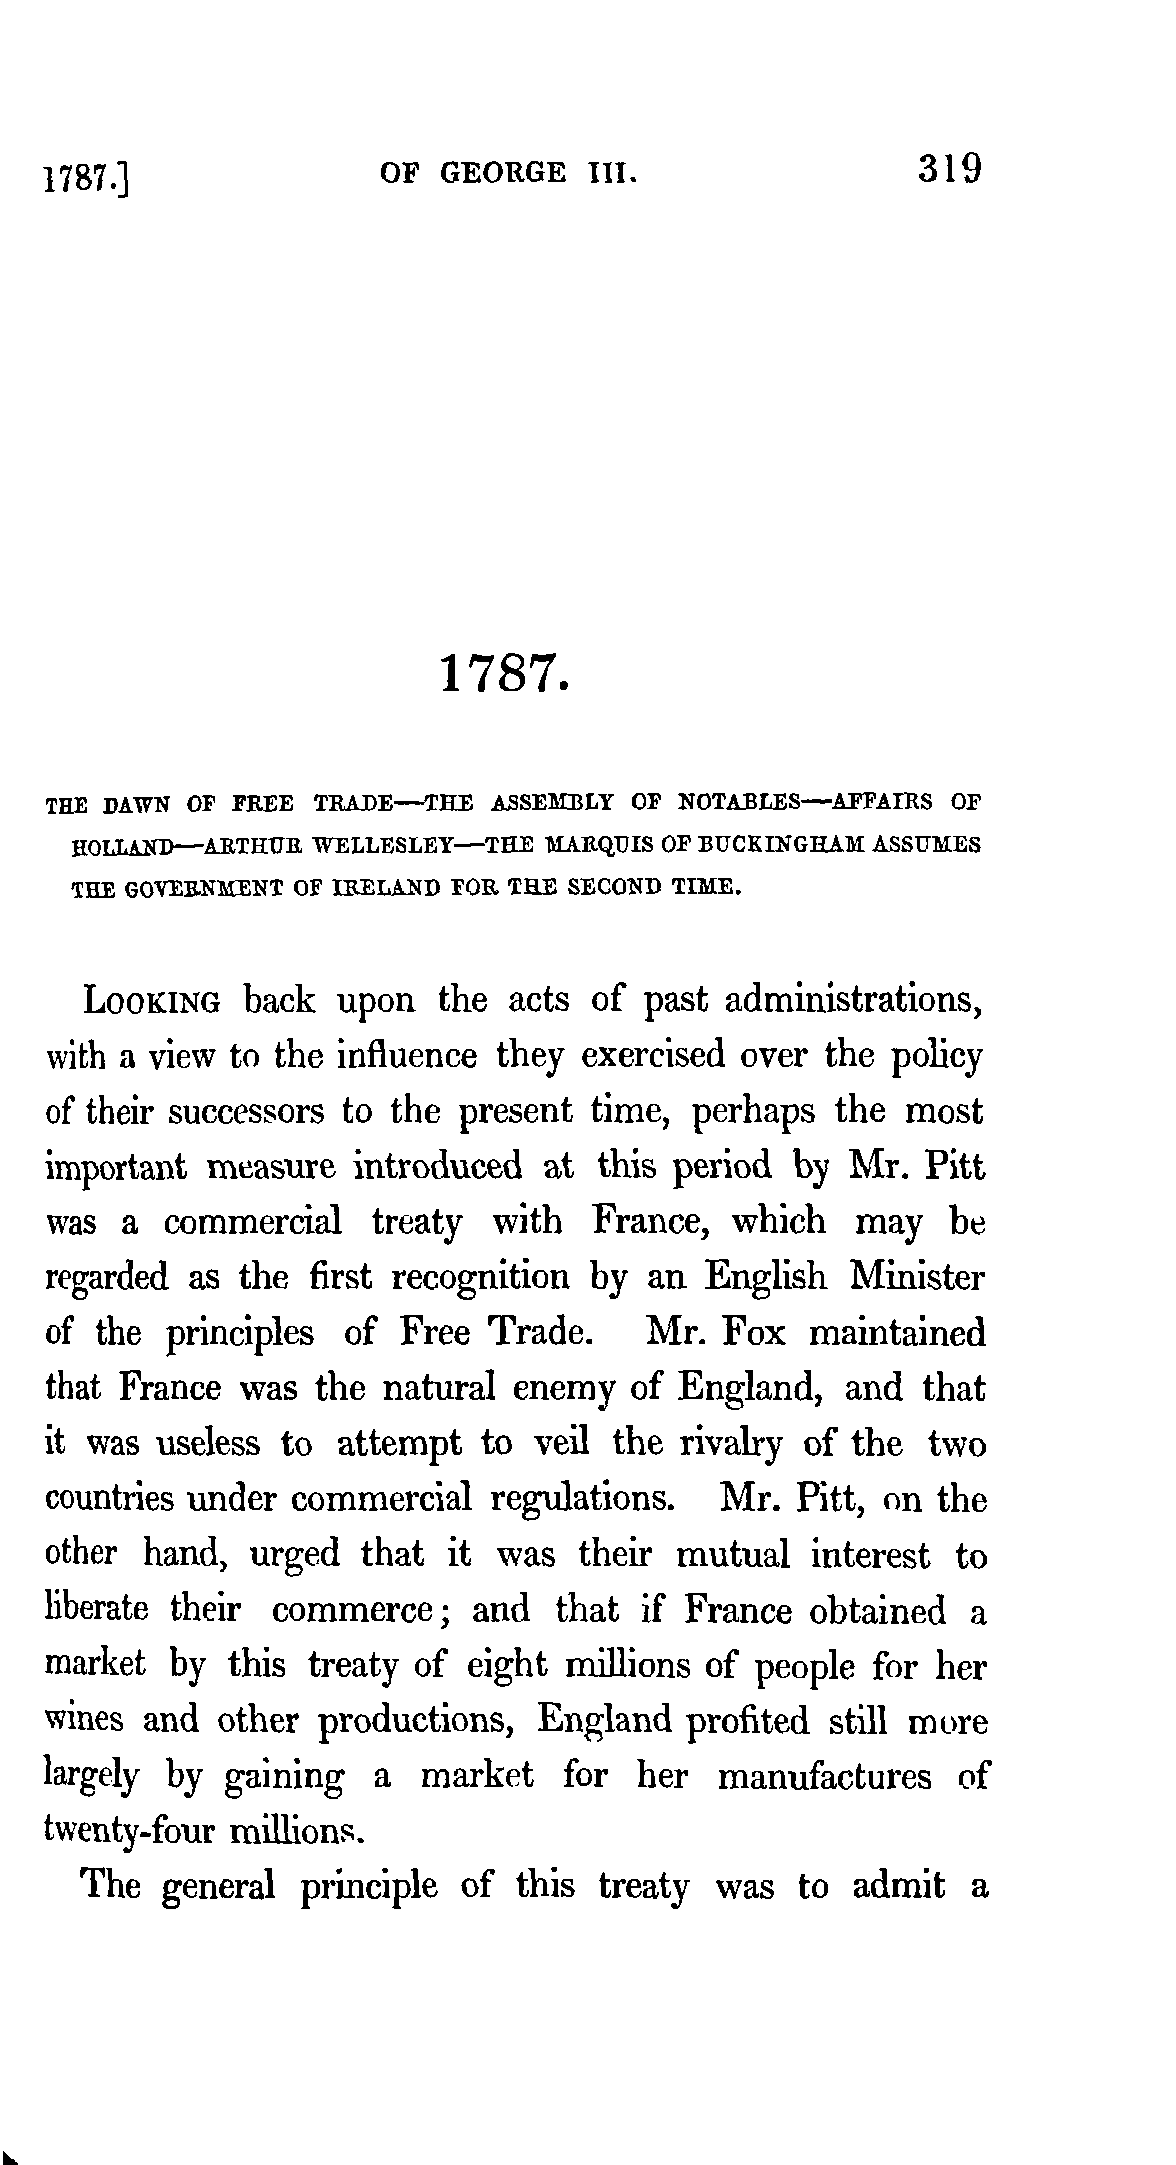 1787.] OF GEORGE III. 319
1787.
THE DAWN OF FREE TRADE—THE ASSEMBLY OF NOTABLES—AFFAIRS OF
HOLLAND—ARTHUR WELLESLEY—THE MARQUIS OF BUCKINGHAM ASSUMES
THE GOVERNMENT OF IRELAND FOR THE SECOND TIME.
LOOKING back upon the acts of past administrations,
with a view to the influence they exercised over the policy
of their successors to the present time, perhaps the most
important measure introduced at this period by Mr. Pitt
was a commercial treaty with France, which may be
regarded as the first recognition by an English Minister
of the principles of Free Trade. Mr. Fox maintained
that France was the natural enemy of England, and that
it was useless to attempt to veil the rivalry of the two
countries under commercial regulations. Mr. Pitt, on the
other hand, urged that it was their mutual interest to
liberate their commerce; and that if France obtained a
market by this treaty of eight millions of people for her
wines and other productions, England profited still more
largely by gaining a market for her manufactures of
twenty-four millions.
The general principle of this treaty was to admit a